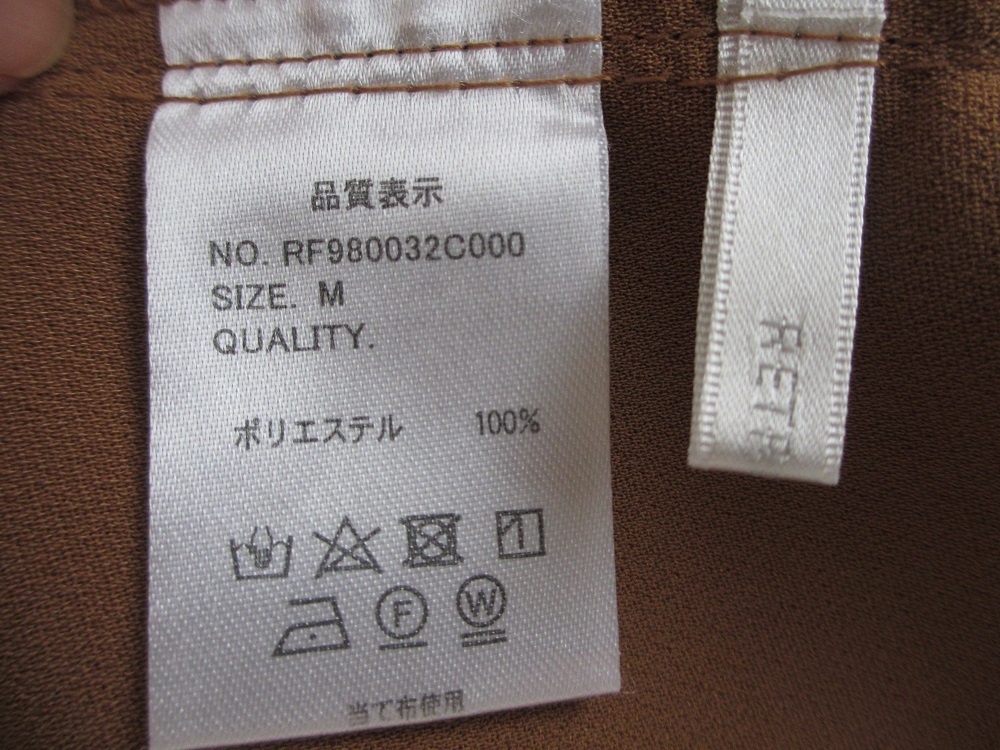 品質表示
NO. RF980032C000
SIZE. M
QUALITY.
ポリエステル 100%
F
W
当て布使用